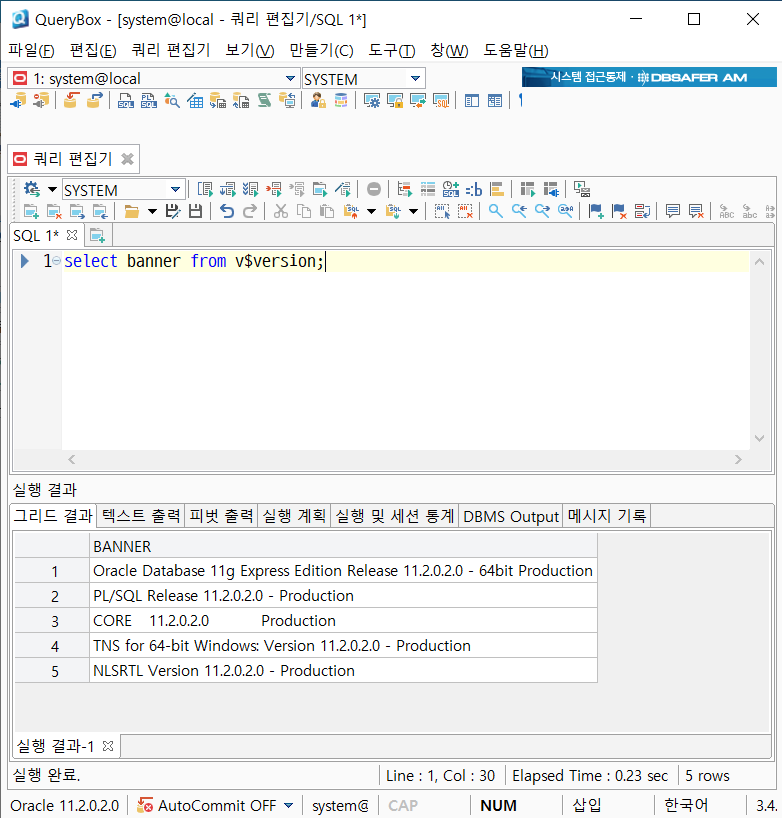 QueryBox - [system@local - 쿼리 편집기/SQL 1*]
파일(F) 편집(E) 쿼리 편집기 보기(V) 만들기(C) 도구(T) 창(W) 도움말(H)
1: system@local SYSTEM 시스템 접근통제 · DBSAFER AM
쿼리 편집기
SYSTEM
SQL 1*
1 select banner from v$version;
실행 결과
그리드 결과 텍스트 출력 피벗 출력 실행 계획 실행 및 세션 통계 DBMS Output 메시지 기록
BANNER
1 Oracle Database 11g Express Edition Release 11.2.0.2.0 - 64bit Production
2 PL/SQL Release 11.2.0.2.0 - Production
3 CORE 11.2.0.2.0 Production
4 TNS for 64-bit Windows: Version 11.2.0.2.0 - Production
5 NLSRTL Version 11.2.0.2.0 - Production
실행 결과-1
실행 완료. Line : 1, Col : 30 Elapsed Time : 0.23 sec 5 rows
Oracle 11.2.0.2.0 AutoCommit OFF system@ CAP NUM 삽입 한국어 3.4.